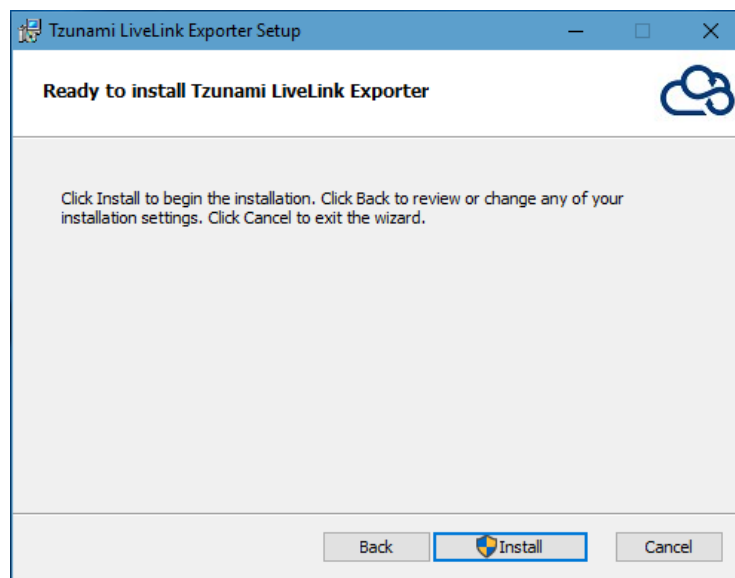 Tzunami LiveLink Exporter Setup
Ready to install Tzunami LiveLink Exporter
Click Install to begin the installation. Click Back to review or change any of your
installation settings. Click Cancel to exit the wizard.
Back
Install
Cancel